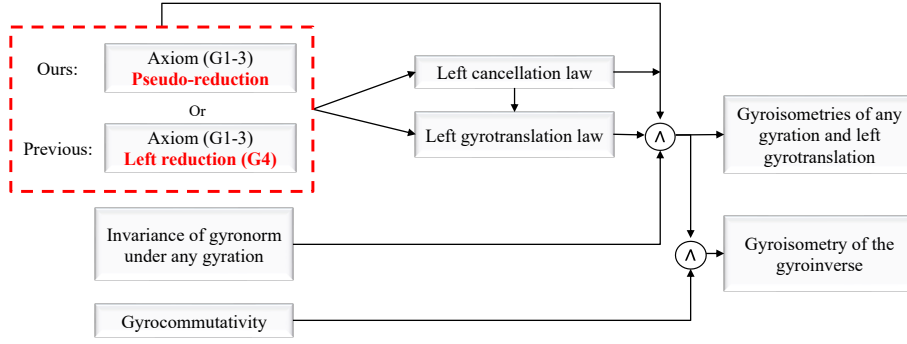 Ours:
Axiom (G1-3)
Pseudo-reduction
Or
Previous:
Axiom (G1-3)
Left reduction (G4)
Left cancellation law
Left gyrotranslation law
∧
Gyroisometries of any
gyration and left
gyrotranslation
Invariance of gyronorm
under any gyration
∧
Gyroisometry of the
gyroinverse
Gyrocommutativity